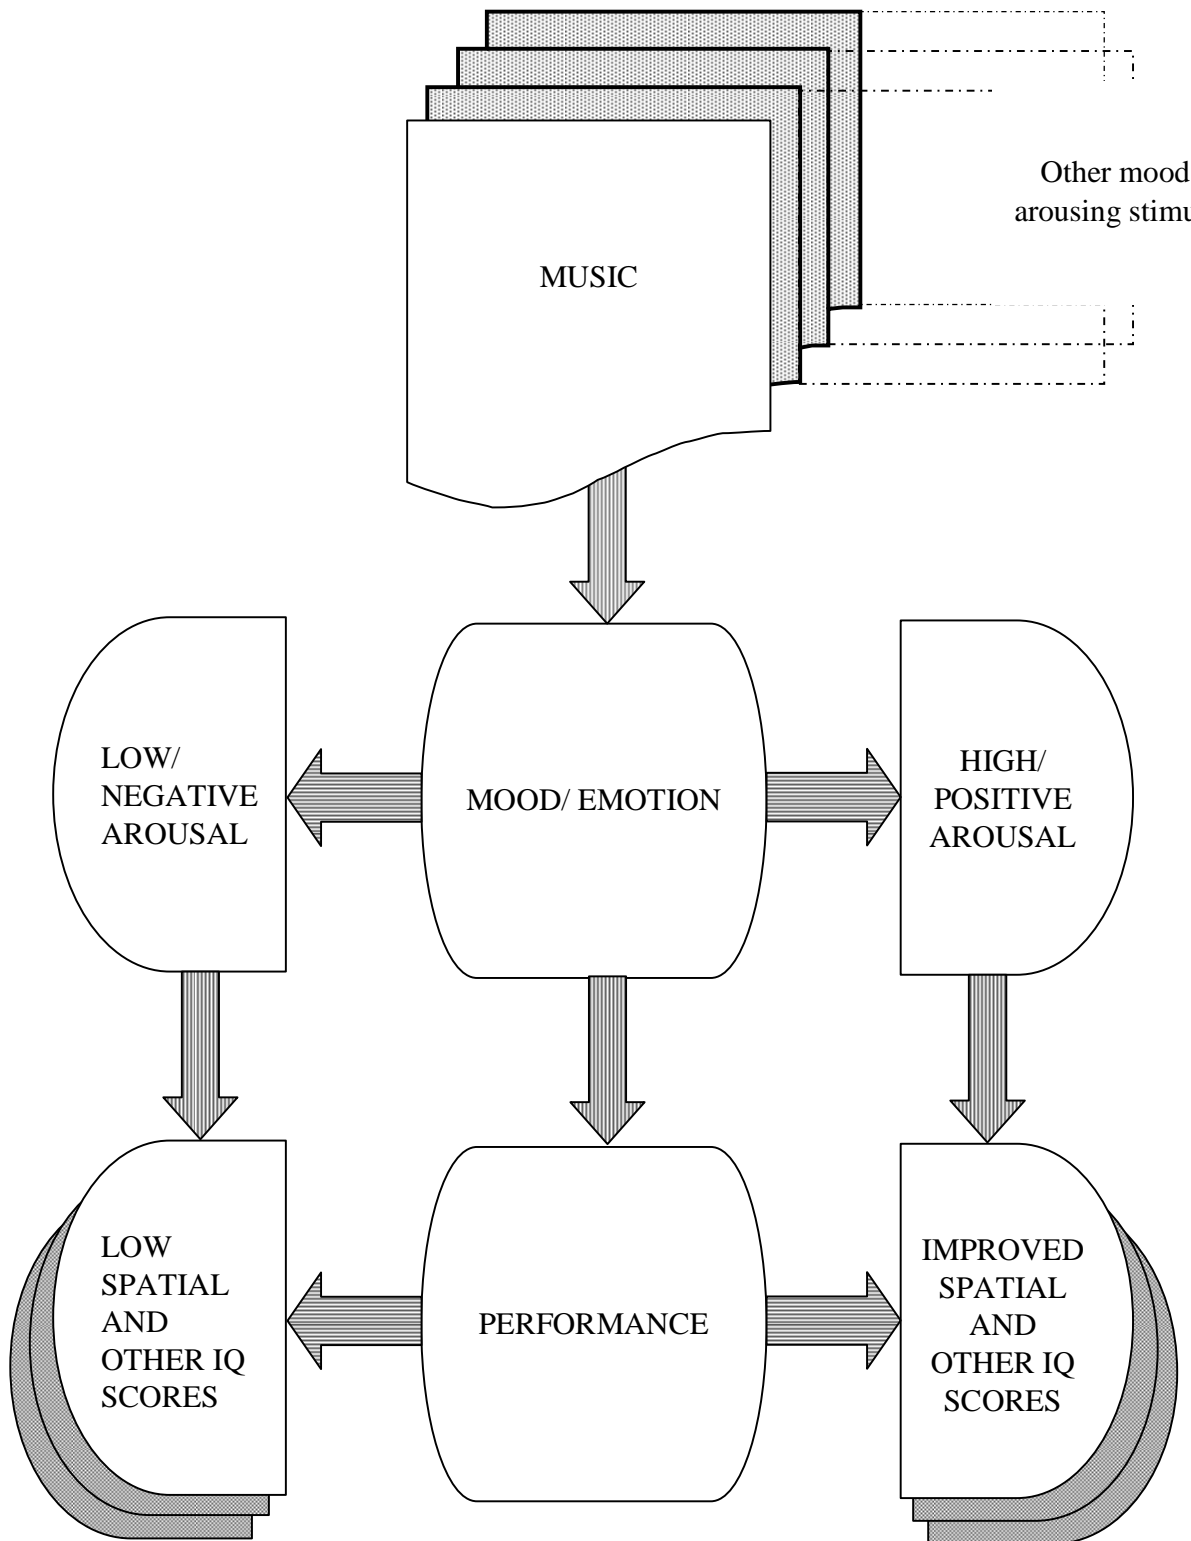 Other mood
arousing stimu
MUSIC
LOW/
NEGATIVE
AROUSAL
MOOD/ EMOTION
HIGH/
POSITIVE
AROUSAL
LOW
SPATIAL
AND
OTHER IQ
SCORES
PERFORMANCE
IMPROVED
SPATIAL
AND
OTHER IQ
SCORES